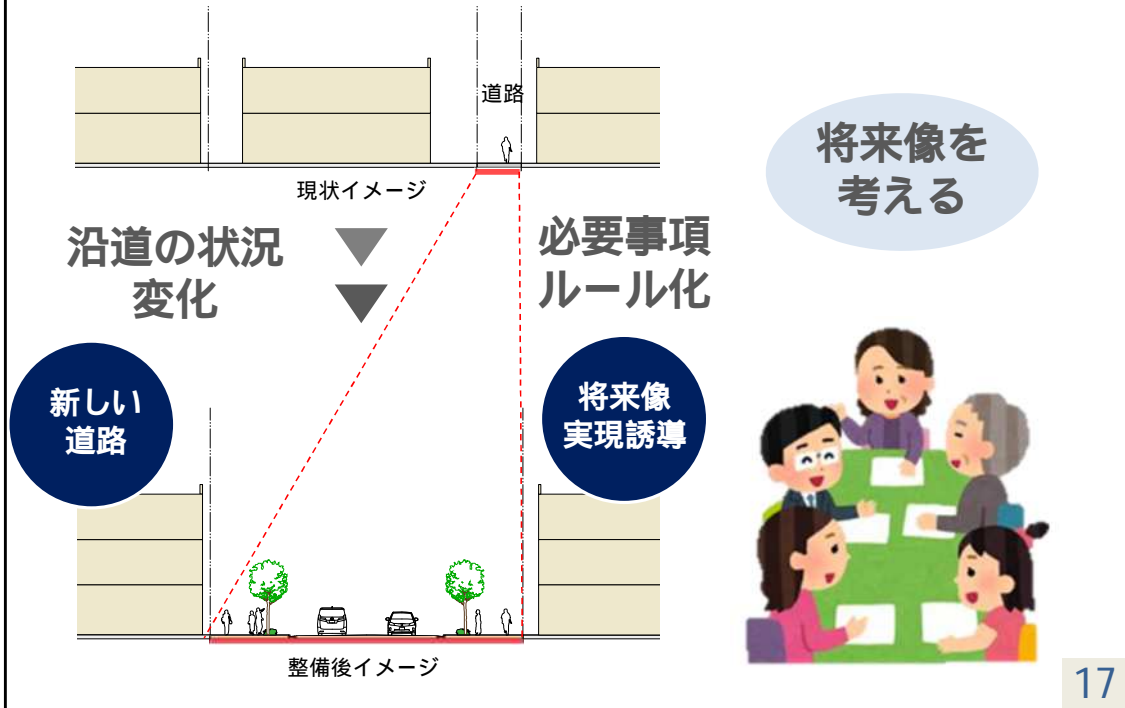 道路
現状イメージ
沿道の状況
変化
必要事項
ルール化
将来像を
考える
新しい
道路
将来像
実現誘導
整備後イメージ
17